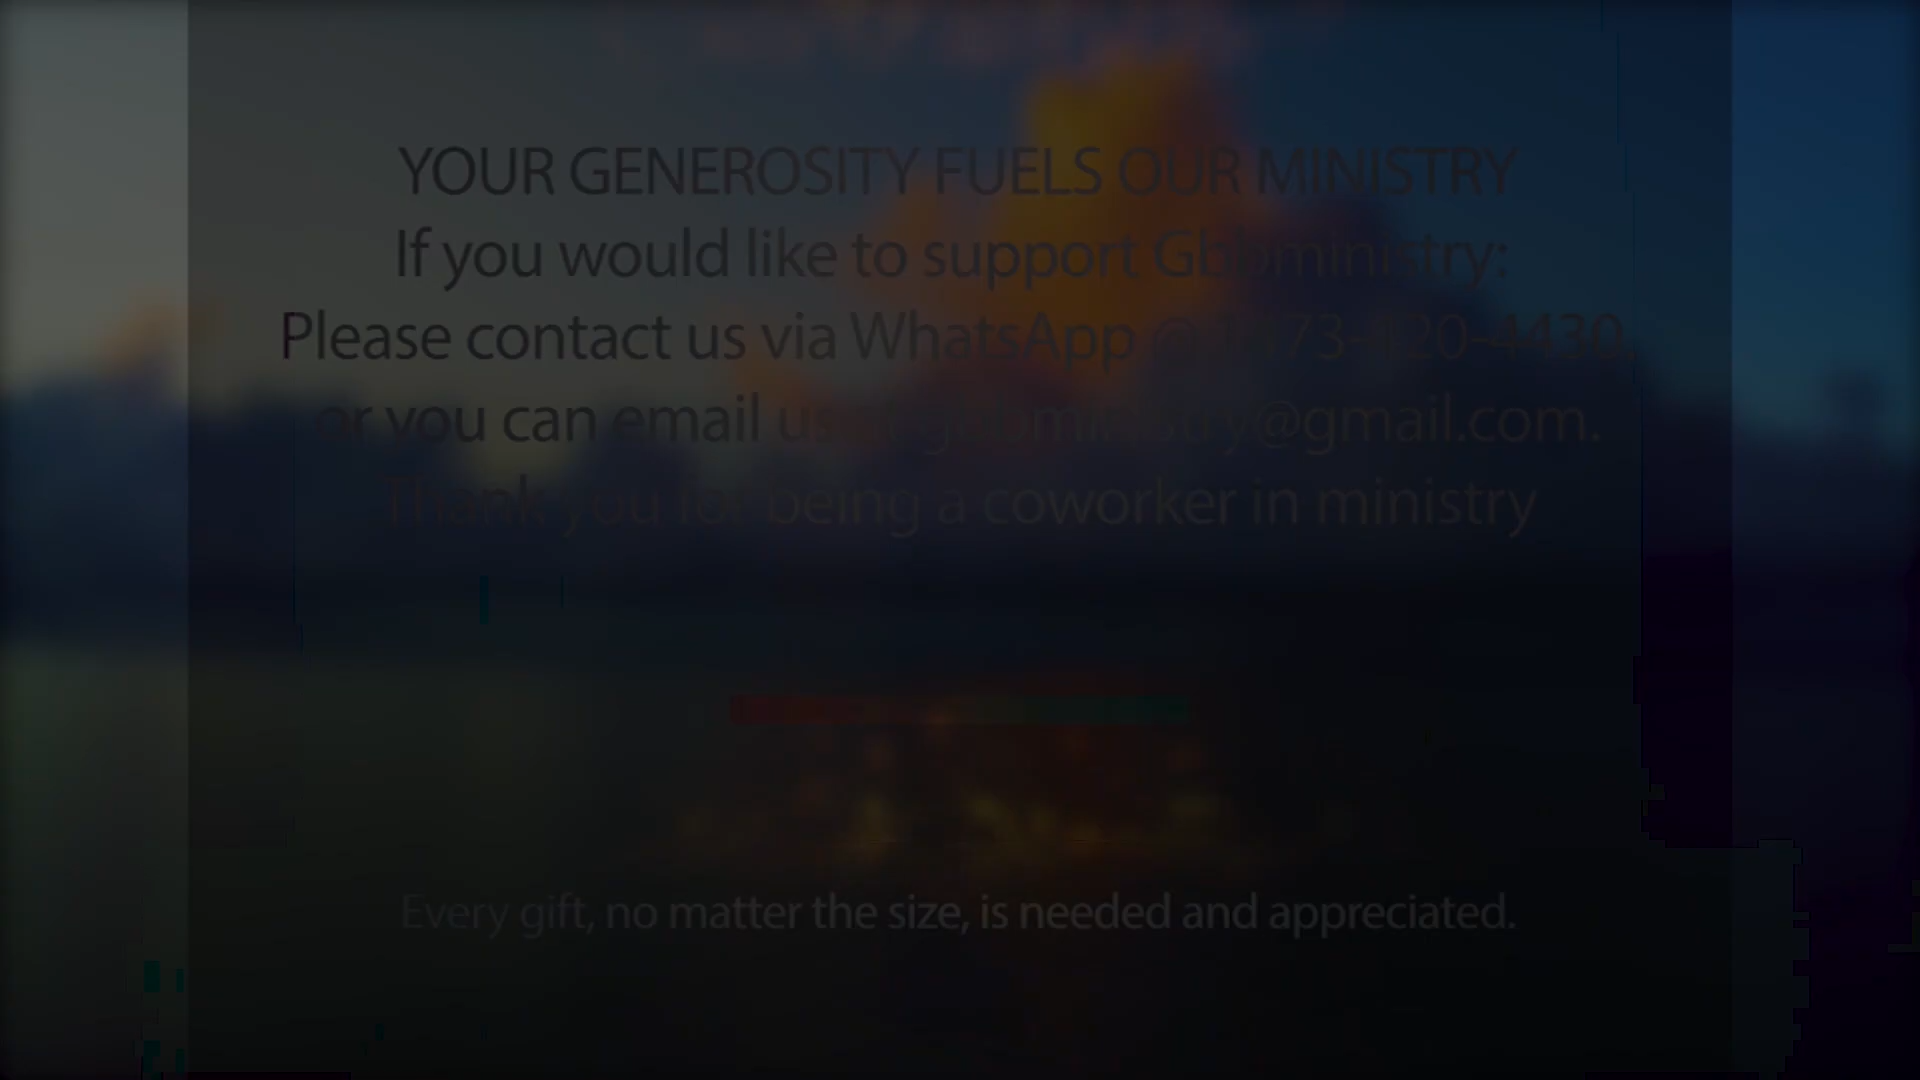 YOUR GENEROSITY FUELS OUR MINISTRY
If you would like to support
Please contact us via WhatsApp @
or you can email us
Thank you for being a coworker in ministry
Every gift, no matter the size, is needed and appreciated.